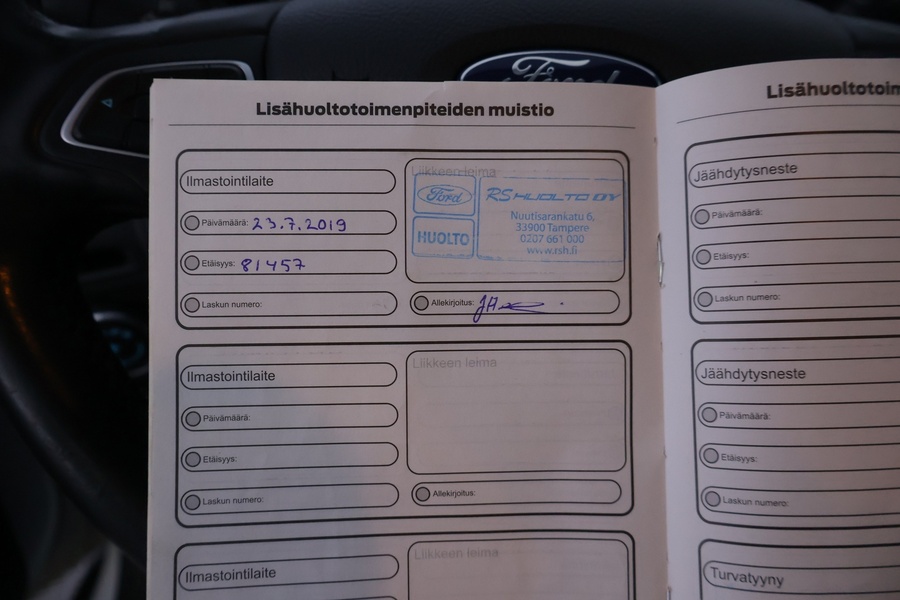 Ford
Lisähuoltotoimenpiteiden muistio
Ilmastointilaite
Päivämäärä: 23.7.2019
Etäisyys: 81457
Laskun numero:
Liikkeen leima
Ford
HUOLTO
RS HUOLTO OY
Nuutisarankatu 6,
33900 Tampere
0207 661 000
www.rsh.fi
Allekirjoitus:
Ilmastointilaite
Päivämäärä:
Etäisyys:
Laskun numero:
Liikkeen leima
Allekirjoitus:
Ilmastointilaite
Liikkeen leima
Lisähuoltotoim
Jäähdytysneste
Päivämäärä:
Etäisyys:
Laskun numero:
Jäähdytysneste
Päivämäärä:
Etäisyys:
Laskun numero:
Turvatyyny